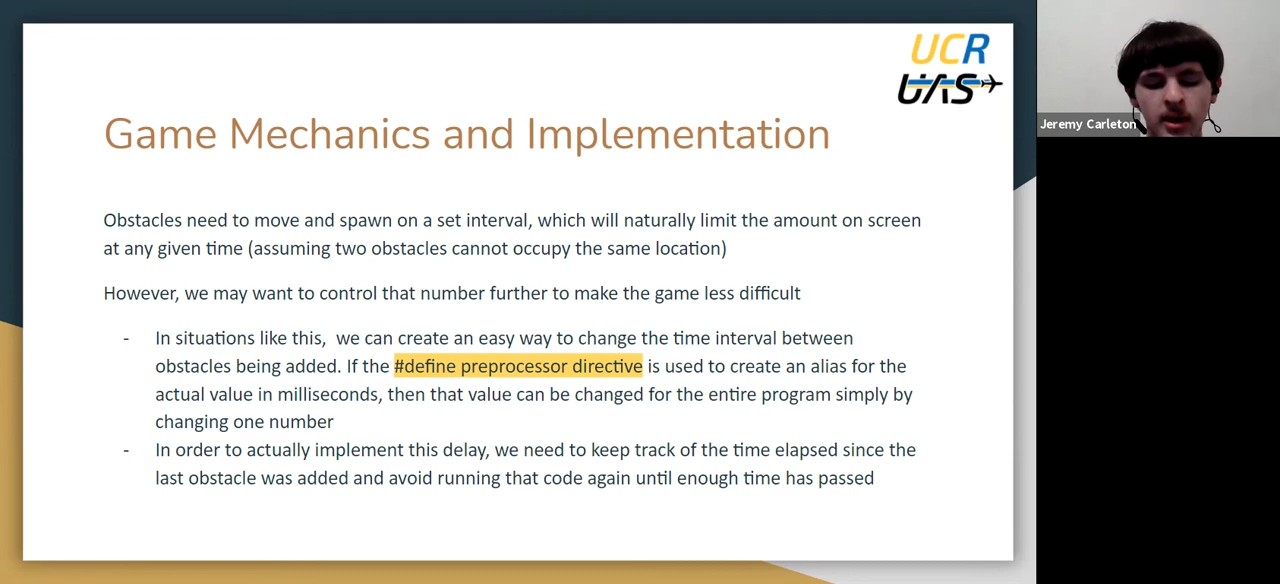 UCR
UAS
Game Mechanics and Implementation
Jeremy Carleton
Obstacles need to move and spawn on a set interval, which will naturally limit the amount on screen
at any given time (assuming two obstacles cannot occupy the same location)
However, we may want to control that number further to make the game less difficult
- In situations like this,  we can create an easy way to change the time interval between
obstacles being added. If the #define preprocessor directive is used to create an alias for the
actual value in milliseconds, then that value can be changed for the entire program simply by
changing one number
- In order to actually implement this delay, we need to keep track of the time elapsed since the
last obstacle was added and avoid running that code again until enough time has passed